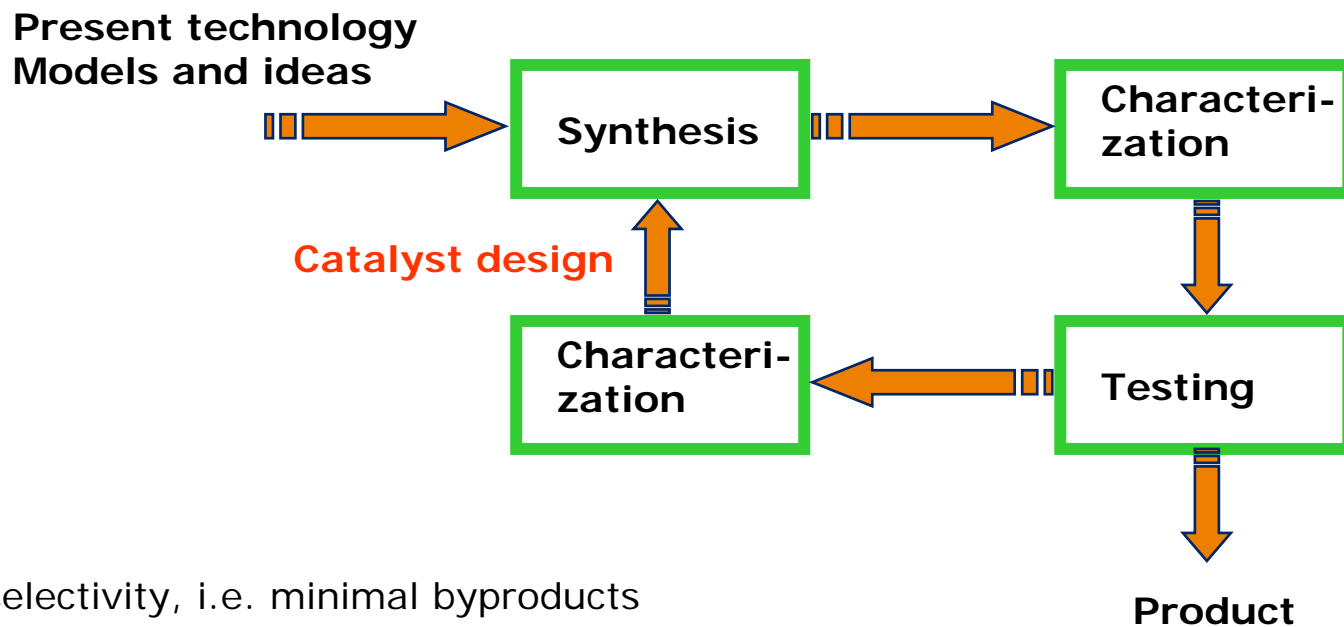 Present technology
Models and ideas
Synthesis
Characteri-
zation
Catalyst design
Characteri-
zation
Testing
electivity, i.e. minimal byproducts
Product